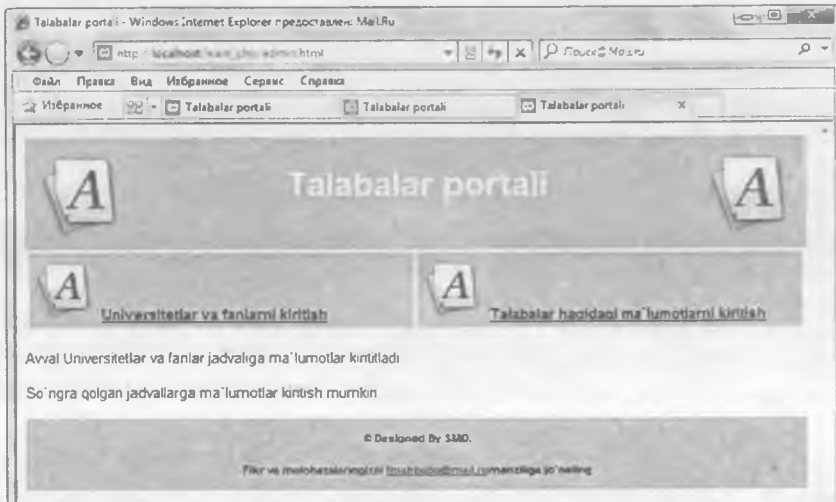 Talabalar portali - Windows Internet Explorer предоставлен: Mail.Ru
http localhost html
Файл Правка Вид Избранное Сервис Справка
Избранное Talabalar portali Talabalar portali Talabalar portali
Talabalar portali
Universitetlar va fanlarni kiritish Talabalar haqidagi ma`lumotlarni kiritish
Avval Universitetlar va fanlar jadvaliga ma`lumotlar kiritiladi
So`ngra qolgan jadvallarga ma`lumotlar kiritish mumkin
© Designed By
Fikr va manziliga jo`nating